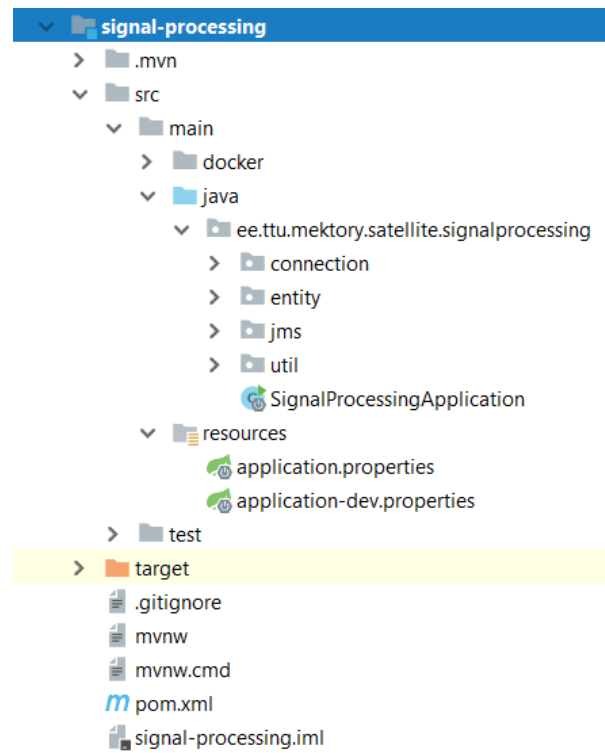 signal-processing
.mvn
src
main
docker
java
ee.ttu.mektory.satellite.signalprocessing
connection
entity
jms
util
SignalProcessingApplication
resources
application.properties
application-dev.properties
test
target
.gitignore
mvnw
mvnw.cmd
pom.xml
signal-processing.iml